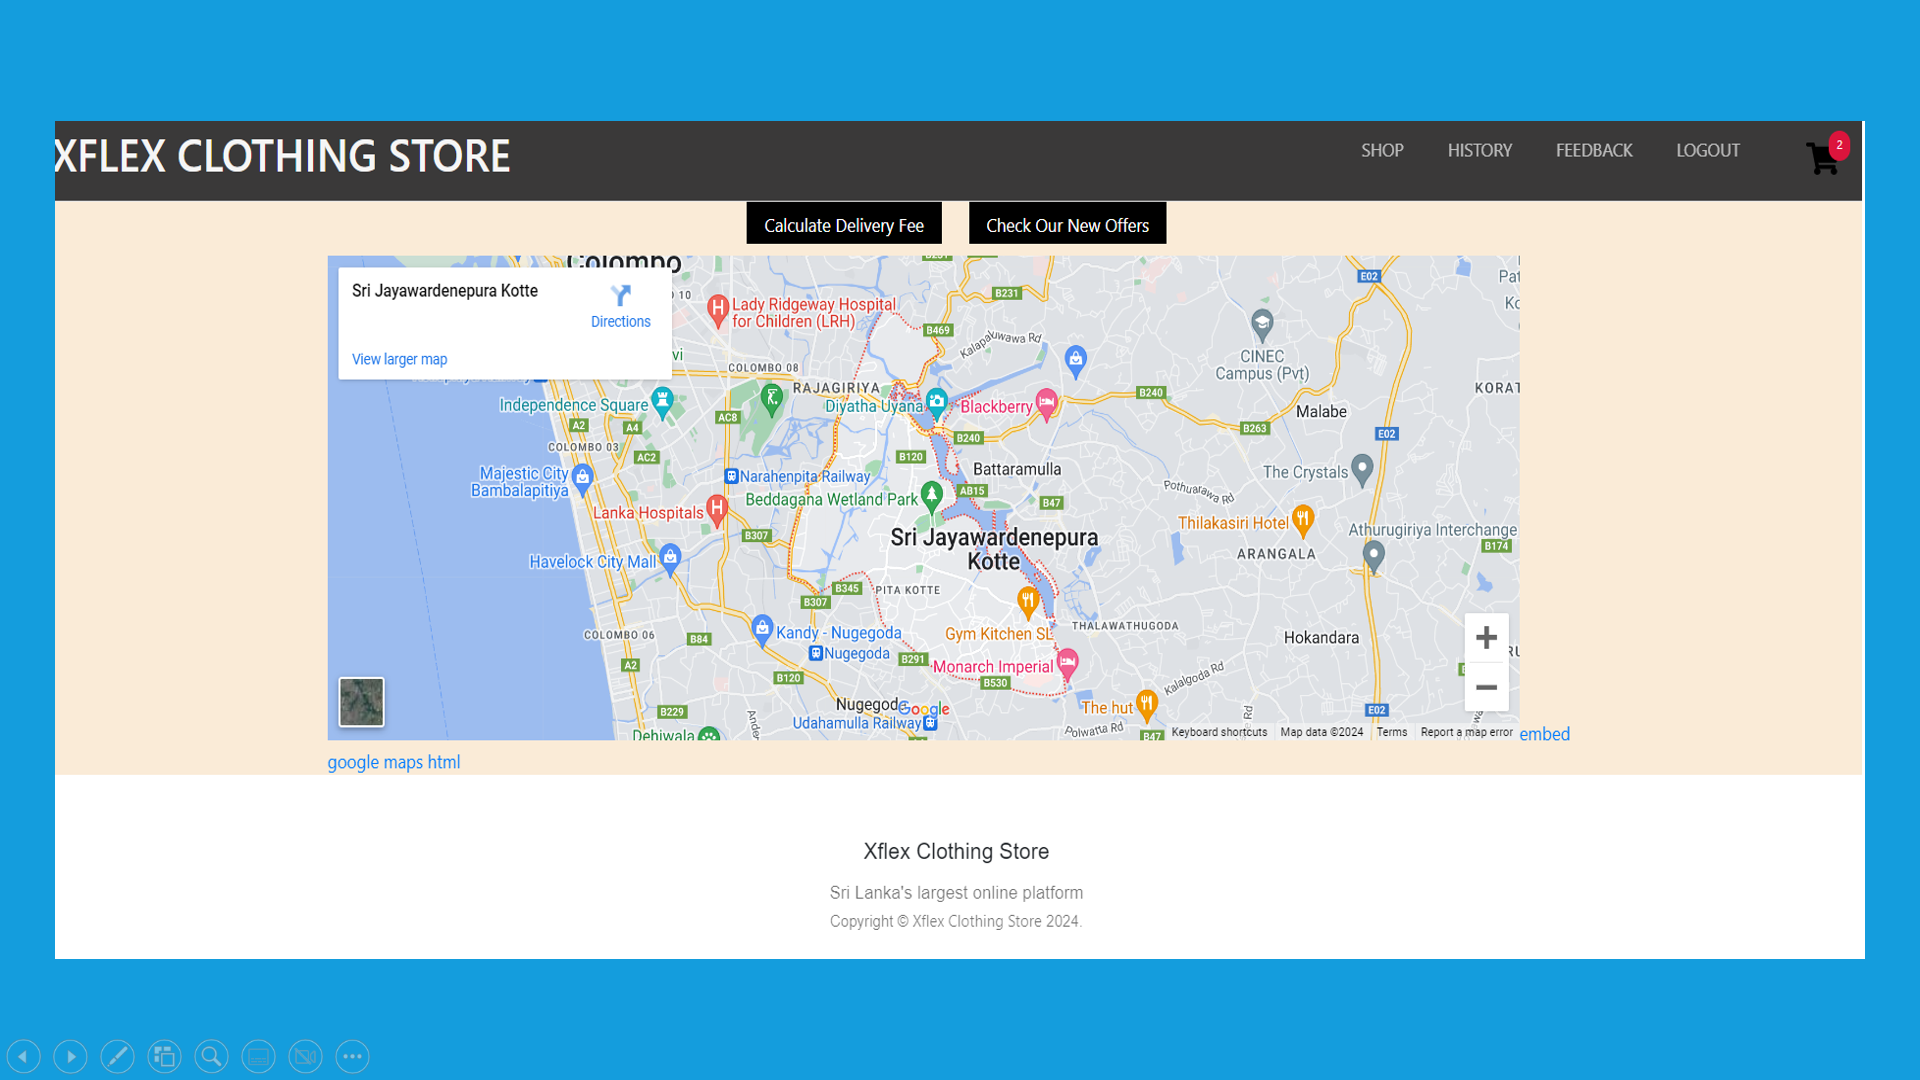 XFLEX CLOTHING STORE
SHOP HISTORY FEEDBACK LOGOUT 2
Calculate Delivery Fee Check Our New Offers
Colombo
Sri Jayawardenepura Kotte
Directions
View larger map
10
Lady Ridgeway Hospital
for Children (LRH)
B231
E02
B469
Kalapaluwawa Rd
CINEC
Campus (Pvt)
vi
COLOMBO 08
RAJAGIRIYA
KORAT
Independence Square
Diyatha Uyana
Blackberry
B240
Malabe
AC8
A2
A4
B263
E02
COLOMBO 03
B240
AC2
B120
Battaramulla
Majestic City
Bambalapitiya
Narahenpita Railway
The Crystals
Pothuarawa Rd
Beddagana Wetland Park
AB15
B47
Lanka Hospitals
Thilakasiri Hotel
Athurugiriya Interchange
B307
Sri Jayawardenepura
Kotte
B174
ARANGALA
Havelock City Mall
B345
PITA KOTTE
B307
COLOMBO 06
B84
Kandy - Nugegoda
Gym Kitchen SL
THALAWATHUGODA
Hokandara
Nugegoda
A2
B291
Monarch Imperial
B120
B530
Kalalgoda Rd
The hut
B229
Nugegoda
Google
E02
Udahamulla Railway
Polwatta Rd
Dehiwala
B47
Keyboard shortcuts Map data ©2024 Terms Report a map error embed
google maps html
Xflex Clothing Store
Sri Lanka's largest online platform
Copyright © Xflex Clothing Store 2024.